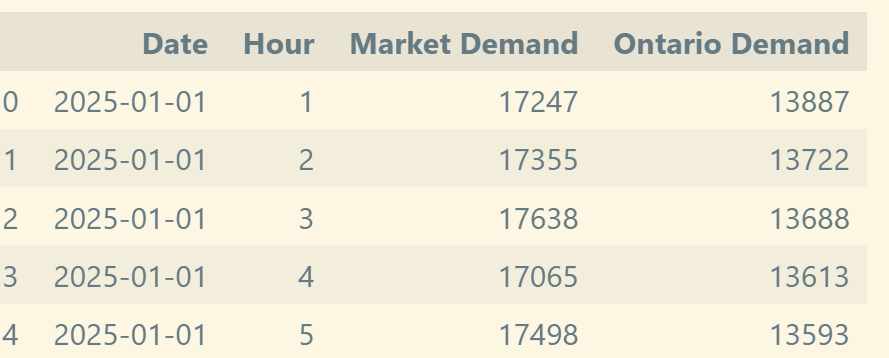 Date Hour Market Demand Ontario Demand
0 2025-01-01 1 17247 13887
1 2025-01-01 2 17355 13722
2 2025-01-01 3 17638 13688
3 2025-01-01 4 17065 13613
4 2025-01-01 5 17498 13593